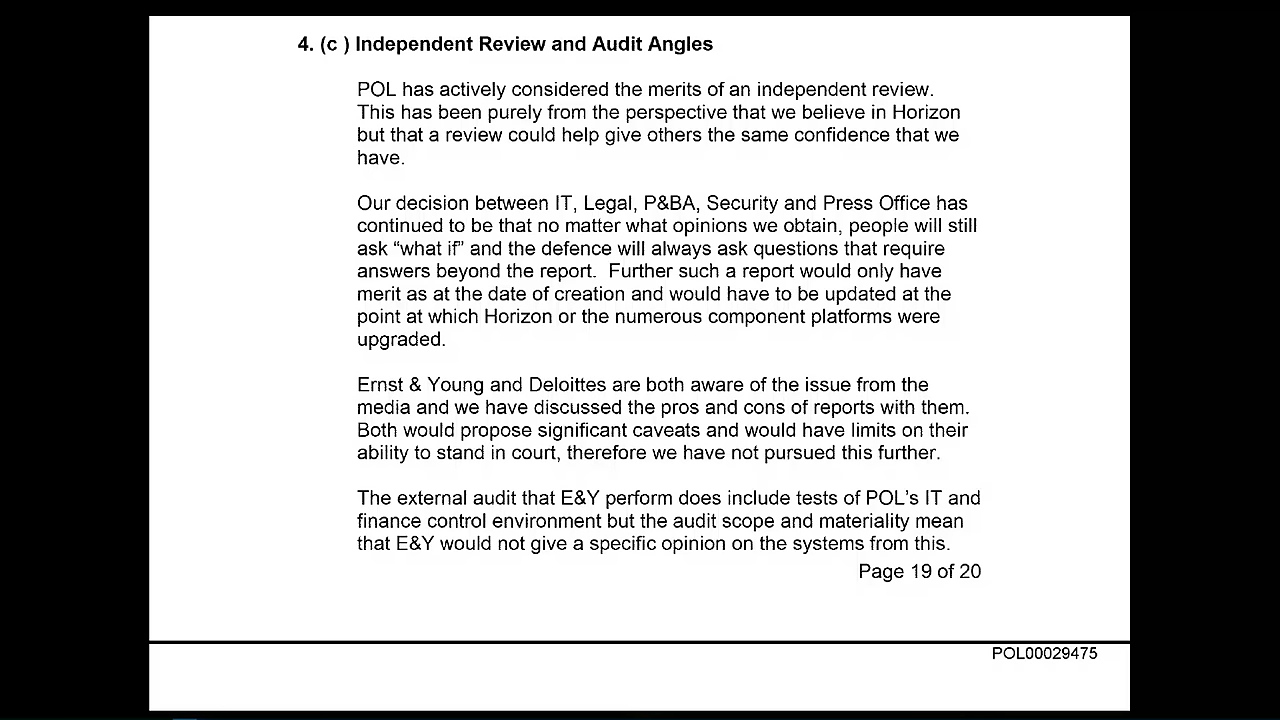 4. (c ) Independent Review and Audit Angles
POL has actively considered the merits of an independent review.
This has been purely from the perspective that we believe in Horizon
but that a review could help give others the same confidence that we
have.
Our decision between IT, Legal, P&BA, Security and Press Office has
continued to be that no matter what opinions we obtain, people will still
ask “what if” and the defence will always ask questions that require
answers beyond the report.  Further such a report would only have
merit as at the date of creation and would have to be updated at the
point at which Horizon or the numerous component platforms were
upgraded.
Ernst & Young and Deloittes are both aware of the issue from the
media and we have discussed the pros and cons of reports with them.
Both would propose significant caveats and would have limits on their
ability to stand in court, therefore we have not pursued this further.
The external audit that E&Y perform does include tests of POL’s IT and
finance control environment but the audit scope and materiality mean
that E&Y would not give a specific opinion on the systems from this.
Page 19 of 20
POL00029475